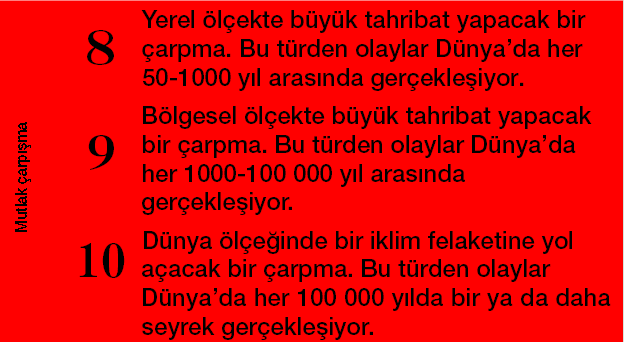 Mutlak çarpışma
8
Yerel ölçekte büyük tahribat yapacak bir
çarpma. Bu türden olaylar Dünya’da her
50-1000 yıl arasında gerçekleşiyor.
9
Bölgesel ölçekte büyük tahribat yapacak
bir çarpma. Bu türden olaylar Dünya’da
her 1000-100 000 yıl arasında
gerçekleşiyor.
10
Dünya ölçeğinde bir iklim felaketine yol
açacak bir çarpma. Bu türden olaylar
Dünya’da her 100 000 yılda bir ya da daha
seyrek gerçekleşiyor.